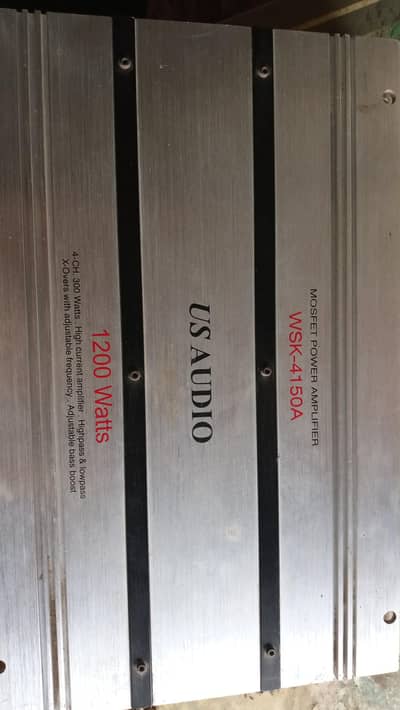 MOSFET POWER AMPLIFIER
WSK-4150A
US AUDIO
1200 Watts
4-CH. 300 Watts . High current amplifier . Highpass & lowpass
X-Overs with adjustable frequency. . Adjustable bass boost